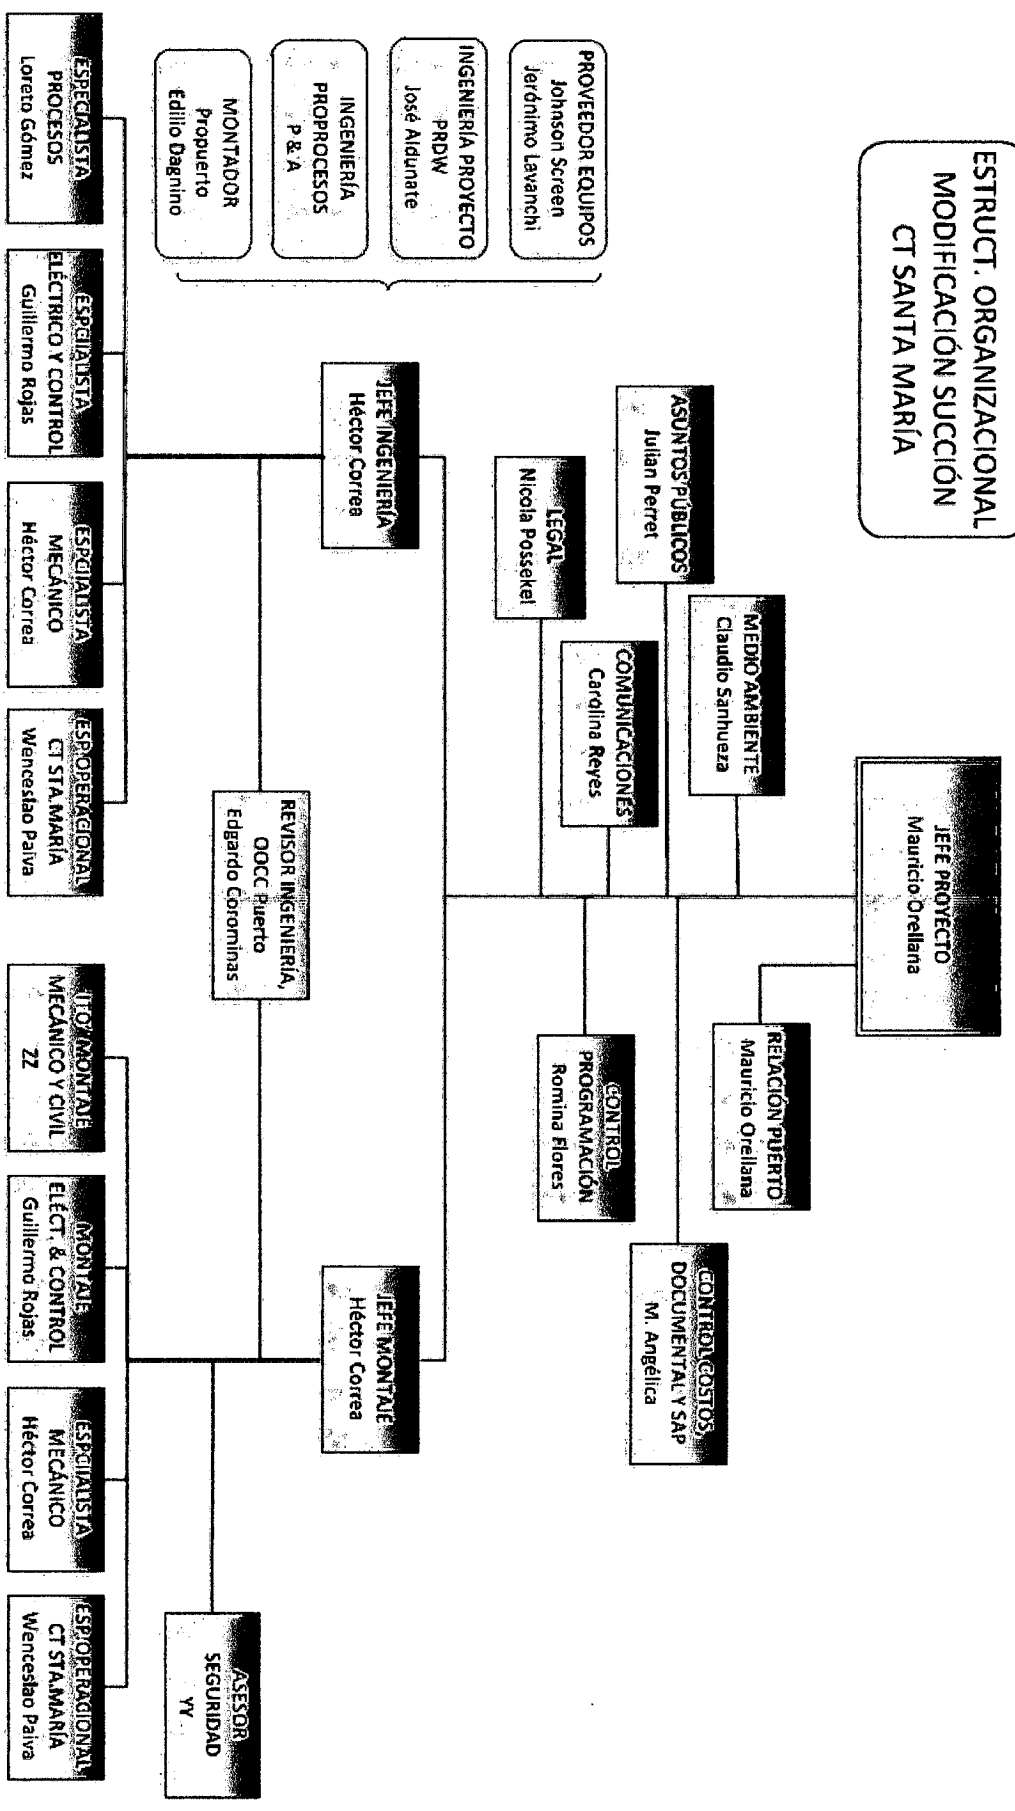 ESTRUCT. ORGANIZACIONAL
MODIFICACIÓN SUCCIÓN
CT SANTA MARÍA
JEFE PROYECTO
Mauricio Orellana
RELACIÓN PUERTO
Mauricio Orellana
MEDIO AMBIENTE
Claudio Sanhueza
ASUNTOS PÚBLICOS
Julian Perret
CONTROL COSTOS,
DOCUMENTAL Y SAP
M. Angélica
COMUNICACIONES
Carolina Reyes
CONTROL
PROGRAMACIÓN
Romina Flores
LEGAL
Nicola Possekel
PROVEEDOR EQUIPOS
Johnson Screen
Jerónimo Lavanchi
INGENIERÍA PROYECTO
PRDW
José Aldunate
INGENIERÍA
PROPROCESOS
P & A
MONTADOR
Propuerto
Edilio Dagnino
JEFE INGENIERÍA
Héctor Correa
JEFE MONTAJE
Héctor Correa
REVISOR INGENIERÍA,
OOCC Puerto
Edgardo Corominas
ASESOR
SEGURIDAD
YY
ESPECIALISTA
PROCESOS
Loreto Gómez
ESPCIIALISTA
ELÉCTRICO Y CONTROL
Guillermo Rojas
ESPCIIALISTA
MECÁNICO
Héctor Correa
ESP.OPERACIONAL
CT STA.MARÍA
Wenceslao Paiva
ITO, MONTAJE
MECÁNICO Y CIVIL
ZZ
MONTAJE
ELÉCT. & CONTROL
Guillermo Rojas
ESPCIIALISTA
MECÁNICO
Héctor Correa
ESP.OPERACIONAL
CT STA.MARÍA
Wenceslao Paiva